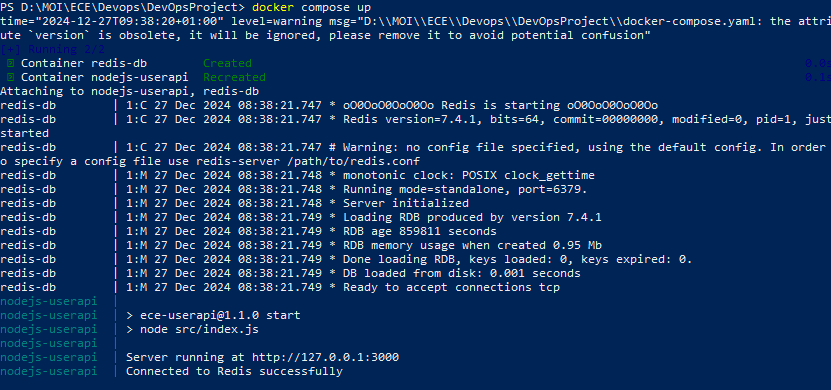 PS D:\MOI\ECE\Devops\DevOpsProject> docker compose up
time="2024-12-27T09:38:20+01:00" level=warning msg="D:\\MOI\\ECE\\Devops\\DevOpsProject\\docker-compose.yaml: the attri
ute `version` is obsolete, it will be ignored, please remove it to avoid potential confusion"
[+] Running 2/2
Container redis-db Created 0.0s
Container nodejs-userapi Recreated 0.1s
Attaching to nodejs-userapi, redis-db
redis-db | 1:C 27 Dec 2024 08:38:21.747 * oO0OoO0OoO0Oo Redis is starting oO0OoO0OoO0Oo
redis-db | 1:C 27 Dec 2024 08:38:21.747 * Redis version=7.4.1, bits=64, commit=00000000, modified=0, pid=1, just
started
redis-db | 1:C 27 Dec 2024 08:38:21.747 # Warning: no config file specified, using the default config. In order
o specify a config file use redis-server /path/to/redis.conf
redis-db | 1:M 27 Dec 2024 08:38:21.748 * monotonic clock: POSIX clock_gettime
redis-db | 1:M 27 Dec 2024 08:38:21.748 * Running mode=standalone, port=6379.
redis-db | 1:M 27 Dec 2024 08:38:21.748 * Server initialized
redis-db | 1:M 27 Dec 2024 08:38:21.749 * Loading RDB produced by version 7.4.1
redis-db | 1:M 27 Dec 2024 08:38:21.749 * RDB age 859811 seconds
redis-db | 1:M 27 Dec 2024 08:38:21.749 * RDB memory usage when created 0.95 Mb
redis-db | 1:M 27 Dec 2024 08:38:21.749 * Done loading RDB, keys loaded: 0, keys expired: 0.
redis-db | 1:M 27 Dec 2024 08:38:21.749 * DB loaded from disk: 0.001 seconds
redis-db | 1:M 27 Dec 2024 08:38:21.749 * Ready to accept connections tcp
nodejs-userapi |
nodejs-userapi | > ece-userapi@1.1.0 start
nodejs-userapi | > node src/index.js
nodejs-userapi |
nodejs-userapi | Server running at http://127.0.0.1:3000
nodejs-userapi | Connected to Redis successfully